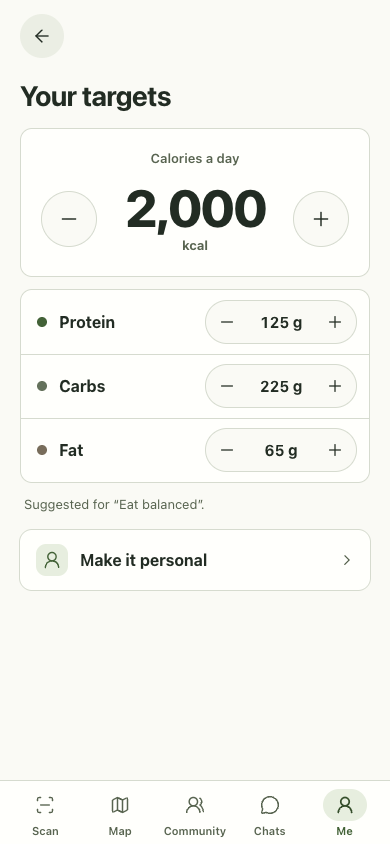 Your targets
Calories a day
2,000
kcal
Protein
125 g
Carbs
225 g
Fat
65 g
Suggested for “Eat balanced”.
Make it personal
Scan
Map
Community
Chats
Me